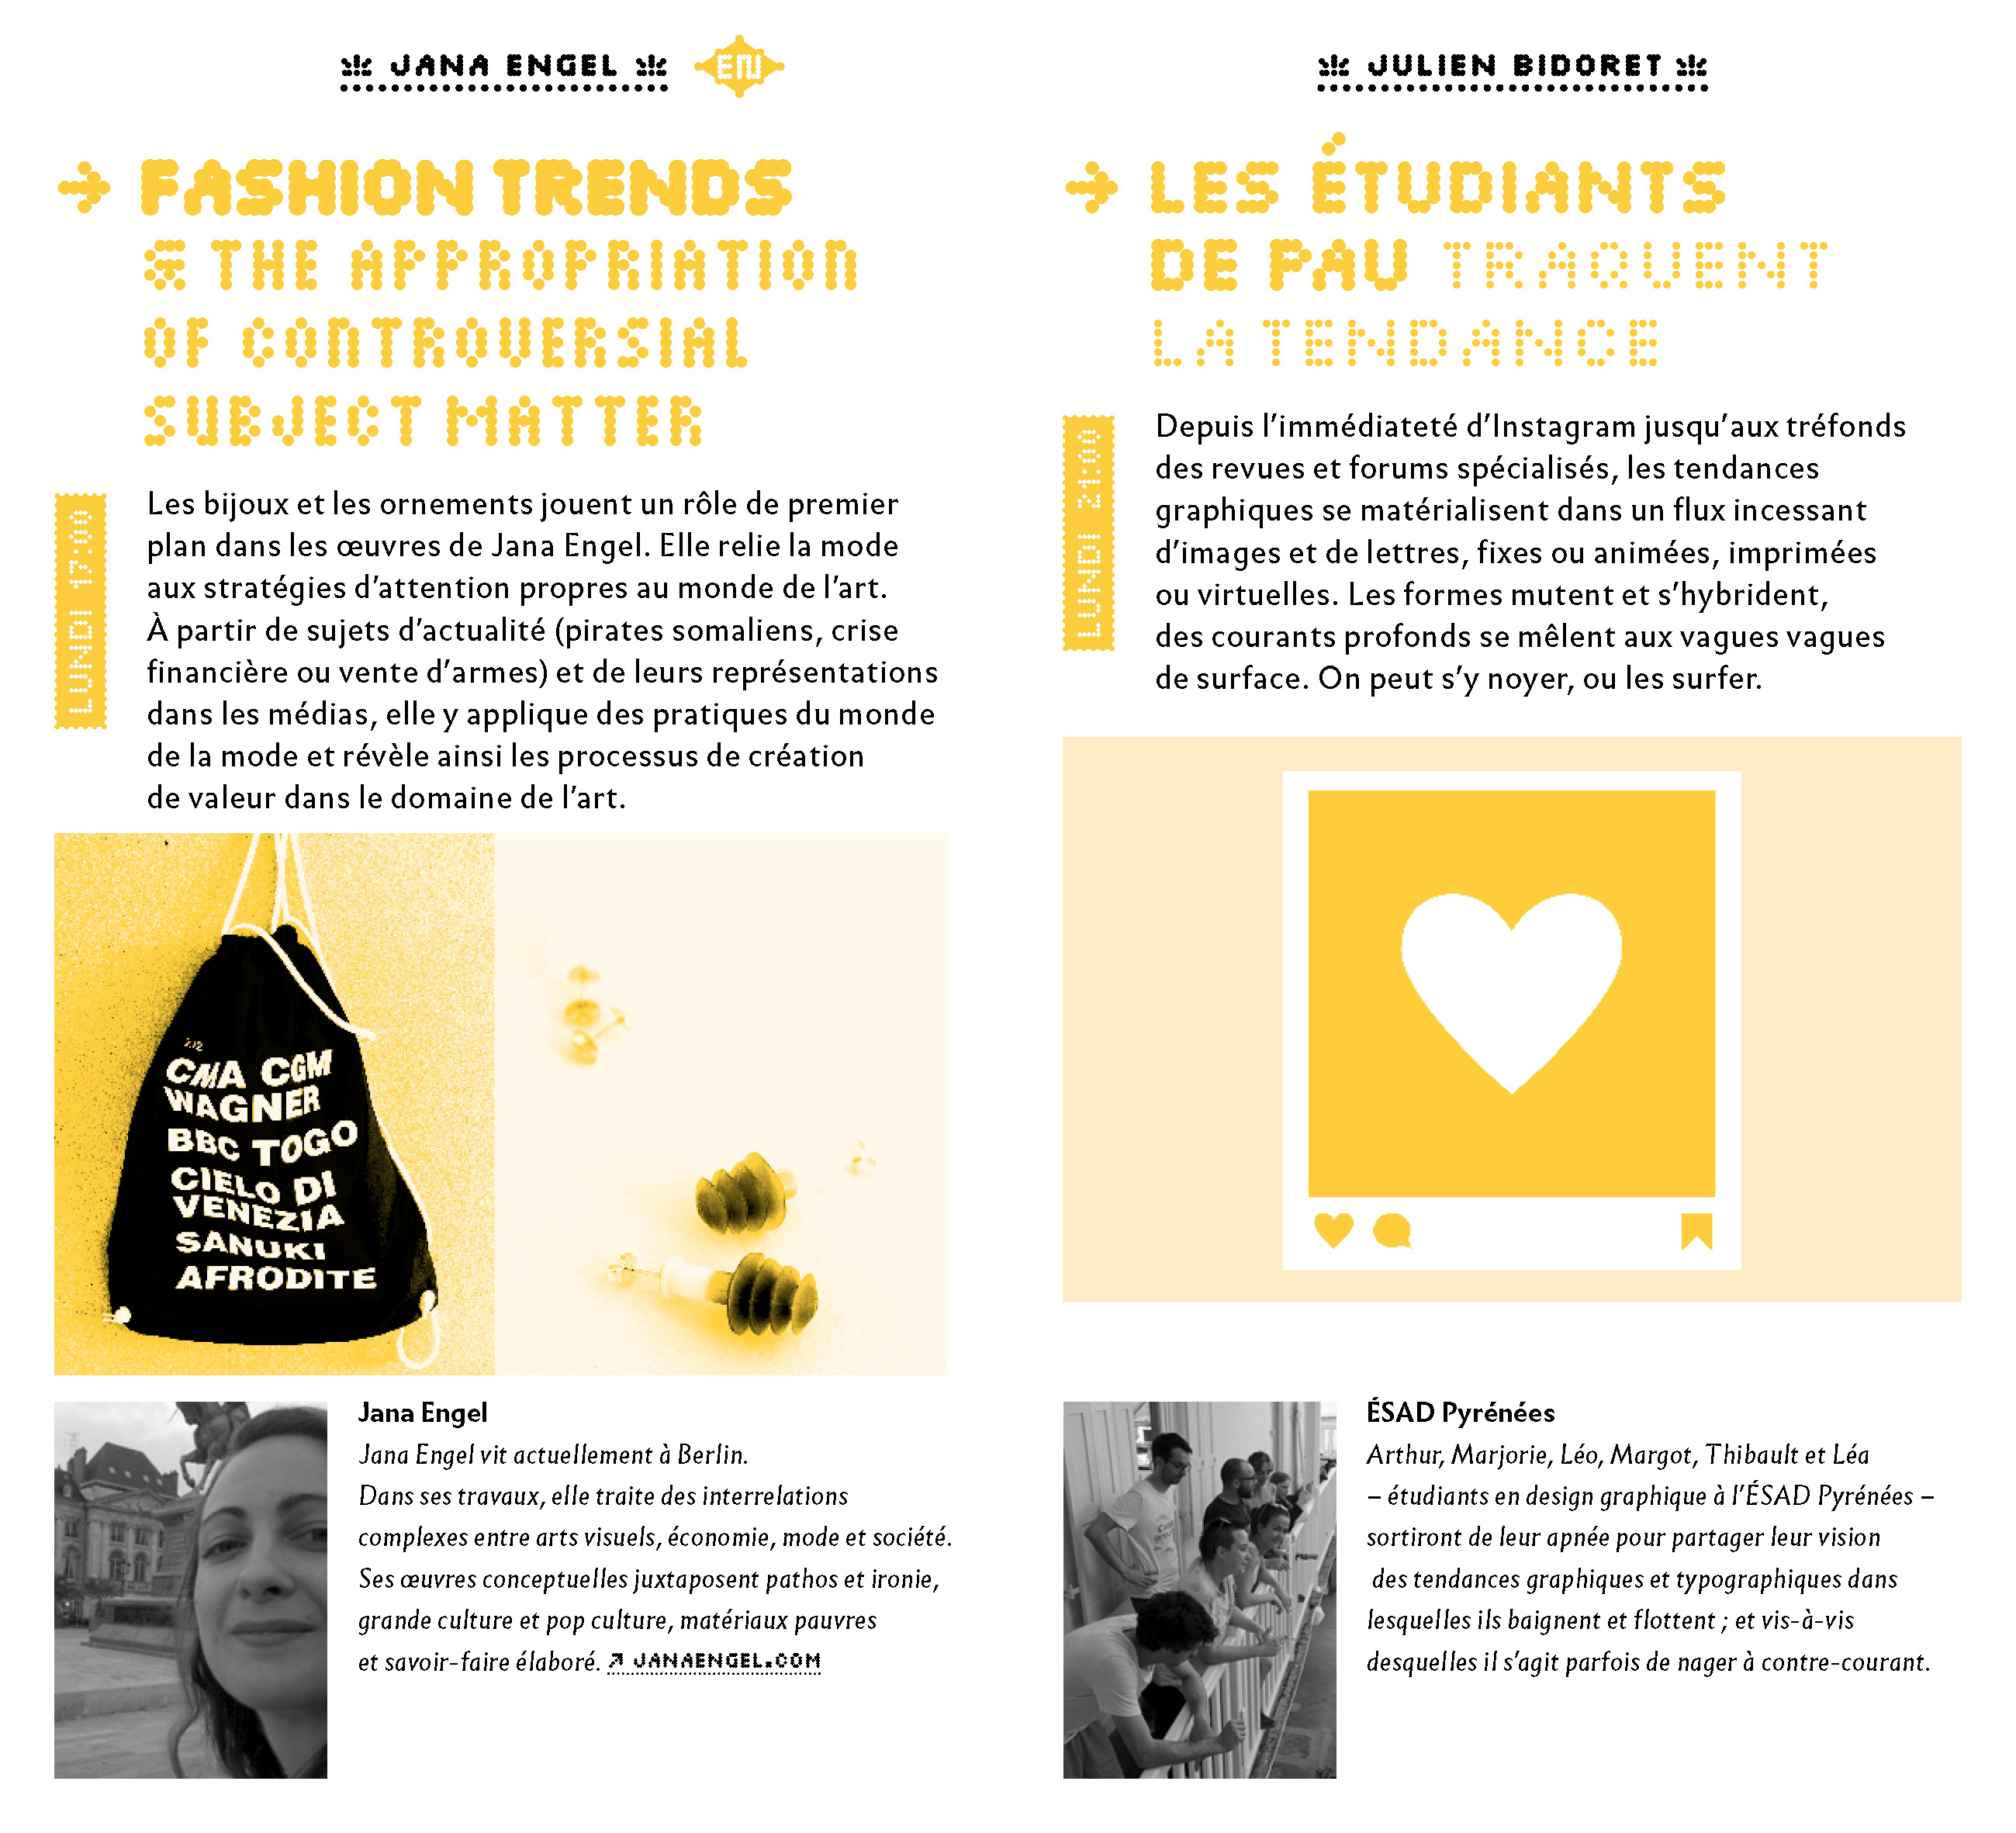 JANA ENGEL
EN
→ FASHION TRENDS
& THE APPROPRIATION
OF CONTROVERSIAL
SUBJECT MATTER
LUNDI 17:00
Les bijoux et les ornements jouent un rôle de premier
plan dans les œuvres de Jana Engel. Elle relie la mode
aux stratégies d’attention propres au monde de l’art.
À partir de sujets d’actualité (pirates somaliens, crise
financière ou vente d’armes) et de leurs représentations
dans les médias, elle y applique des pratiques du monde
de la mode et révèle ainsi les processus de création
de valeur dans le domaine de l’art.
CMA CGM
WAGNER
BBC TOGO
CIELO DI
VENEZIA
SANUKI
AFRODITE
Jana Engel
Jana Engel vit actuellement à Berlin.
Dans ses travaux, elle traite des interrelations
complexes entre arts visuels, économie, mode et société.
Ses œuvres conceptuelles juxtaposent pathos et ironie,
grande culture et pop culture, matériaux pauvres
et savoir-faire élaboré. ↗ JANAENGEL.COM
JULIEN BIDORET
→ LES ÉTUDIANTS
DE PAU TRAQUENT
LA TENDANCE
LUNDI 21:00
Depuis l’immédiateté d’Instagram jusqu’aux tréfonds
des revues et forums spécialisés, les tendances
graphiques se matérialisent dans un flux incessant
d’images et de lettres, fixes ou animées, imprimées
ou virtuelles. Les formes mutent et s’hybrident,
des courants profonds se mêlent aux vagues vagues
de surface. On peut s’y noyer, ou les surfer.
ÉSAD Pyrénées
Arthur, Marjorie, Léo, Margot, Thibault et Léa
– étudiants en design graphique à l’ÉSAD Pyrénées –
sortiront de leur apnée pour partager leur vision
des tendances graphiques et typographiques dans
lesquelles ils baignent et flottent ; et vis-à-vis
desquelles il s’agit parfois de nager à contre-courant.